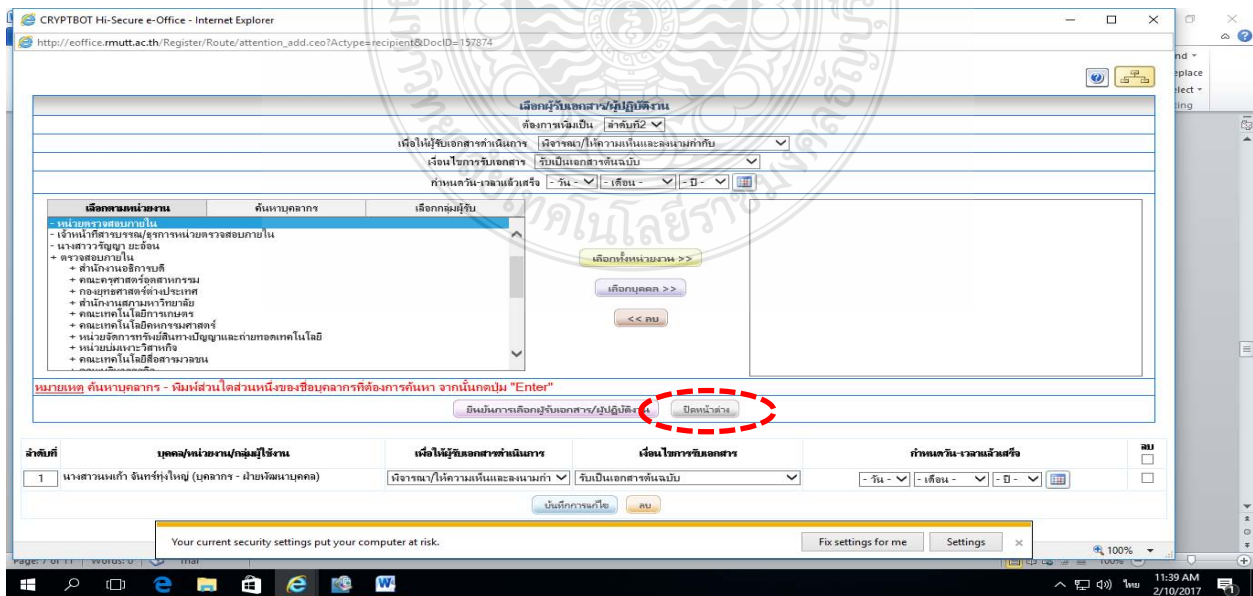 CRYPTBOT Hi-Secure e-Office - Internet Explorer
http://eoffice.rmutt.ac.th/Register/Route/attention_add.ceo?Actype=recipient&DocID=157874
เลือกผู้รับเอกสาร/ผู้ปฏิบัติงาน
ต้องการเพิ่มเป็น ลำดับที่2
เพื่อให้ผู้รับเอกสารดำเนินการ พิจารณา/ให้ความเห็นและลงนามกำกับ
เงื่อนไขการรับเอกสาร รับเป็นเอกสารต้นฉบับ
กำหนดวัน-เวลาแล้วเสร็จ - วัน - - เดือน - - ปี -
เลือกตามหน่วยงาน ค้นหาบุคลากร เลือกกลุ่มผู้รับ
- หน่วยตรวจสอบภายใน
- เจ้าหน้าที่สารบรรณ/ธุรการหน่วยตรวจสอบภายใน
- นางสาววรัญญา ยะอ้อน
+ ตรวจสอบภายใน
+ สำนักงานอธิการบดี
+ คณะครุศาสตร์อุตสาหกรรม
+ กองยุทธศาสตร์ต่างประเทศ
+ สำนักงานสภามหาวิทยาลัย
+ คณะเทคโนโลยีการเกษตร
+ คณะเทคโนโลยีคหกรรมศาสตร์
+ หน่วยจัดการทรัพย์สินทางปัญญาและถ่ายทอดเทคโนโลยี
+ หน่วยบ่มเพาะวิสาหกิจ
+ คณะเทคโนโลยีสื่อสารมวลชน
เลือกทั้งหน่วยงาน >>
เลือกบุคคล >>
<< ลบ
หมายเหตุ ค้นหาบุคลากร - พิมพ์ส่วนใดส่วนหนึ่งของชื่อบุคลากรที่ต้องการค้นหา จากนั้นกดปุ่ม "Enter"
ยืนยันการเลือกผู้รับเอกสาร/ผู้ปฏิบัติงาน ปิดหน้าต่าง
ลำดับที่ บุคคล/หน่วยงาน/กลุ่มผู้ใช้งาน เพื่อให้ผู้รับเอกสารดำเนินการ เงื่อนไขการรับเอกสาร กำหนดวัน-เวลาแล้วเสร็จ ลบ
1 นางสาวนพเก้า จันทร์ทุ่งใหญ่ (บุคลากร - ฝ่ายพัฒนาบุคคล) พิจารณา/ให้ความเห็นและลงนามกำ รับเป็นเอกสารต้นฉบับ - วัน - - เดือน - - ปี -
บันทึกการแก้ไข ลบ
Your current security settings put your computer at risk. Fix settings for me Settings
100%
ไทย 11:39 AM
2/10/2017